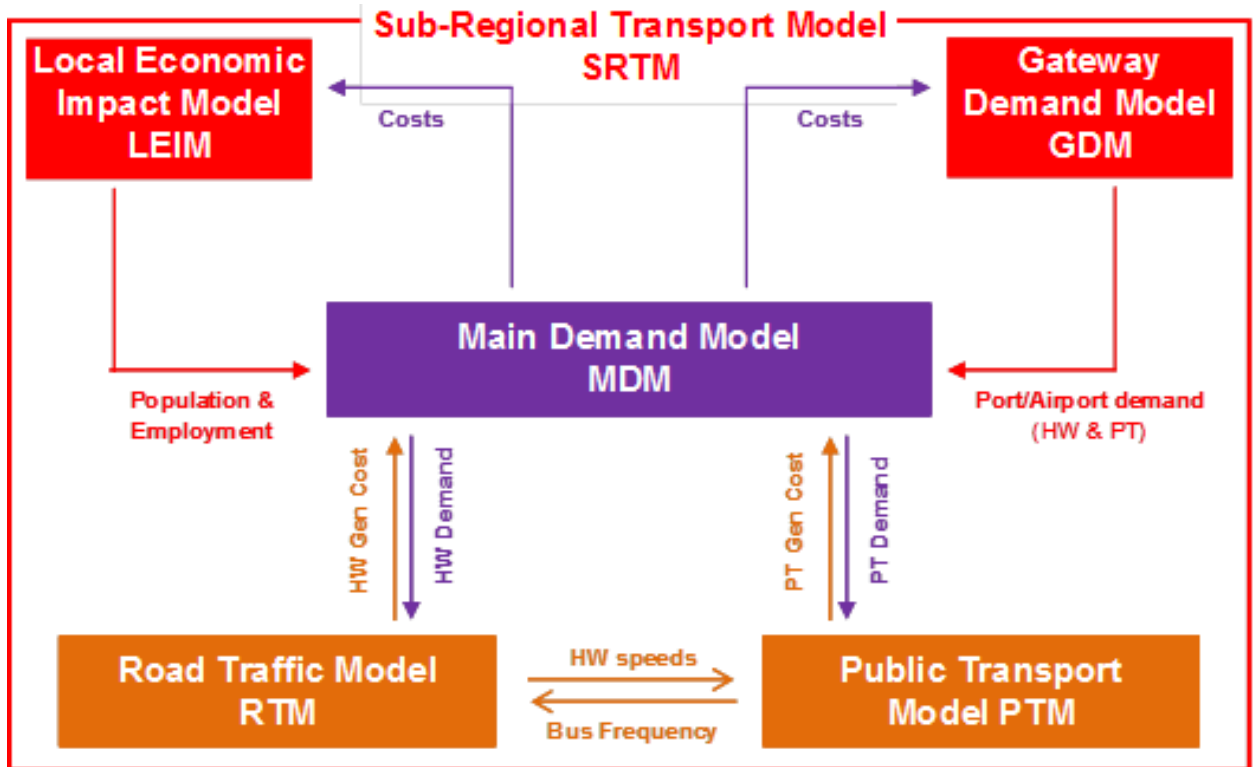 Sub-Regional Transport Model
SRTM
Local Economic
Impact Model
LEIM
Gateway
Demand Model
GDM
Costs
Costs
Main Demand Model
MDM
Population &
Employment
Port/Airport demand
(HW & PT)
HW Gen Cost
HW Demand
PT Gen Cost
PT Demand
Road Traffic Model
RTM
HW speeds
Bus Frequency
Public Transport
Model PTM